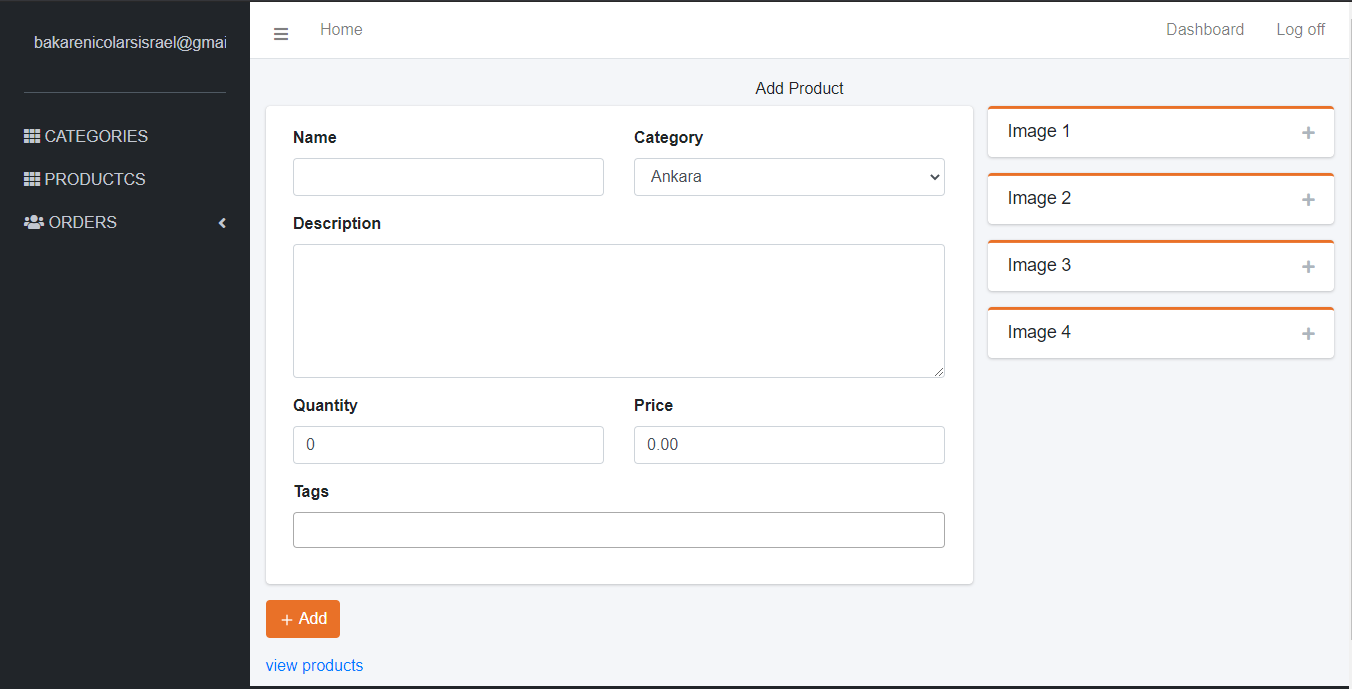 bakarenicolarsisrael@gmai
CATEGORIES
PRODUCTCS
ORDERS
Home
Dashboard
Log off
Add Product
Name
Category
Ankara
Description
Quantity
Price
0
0.00
Tags
+ Add
view products
Image 1 +
Image 2 +
Image 3 +
Image 4 +